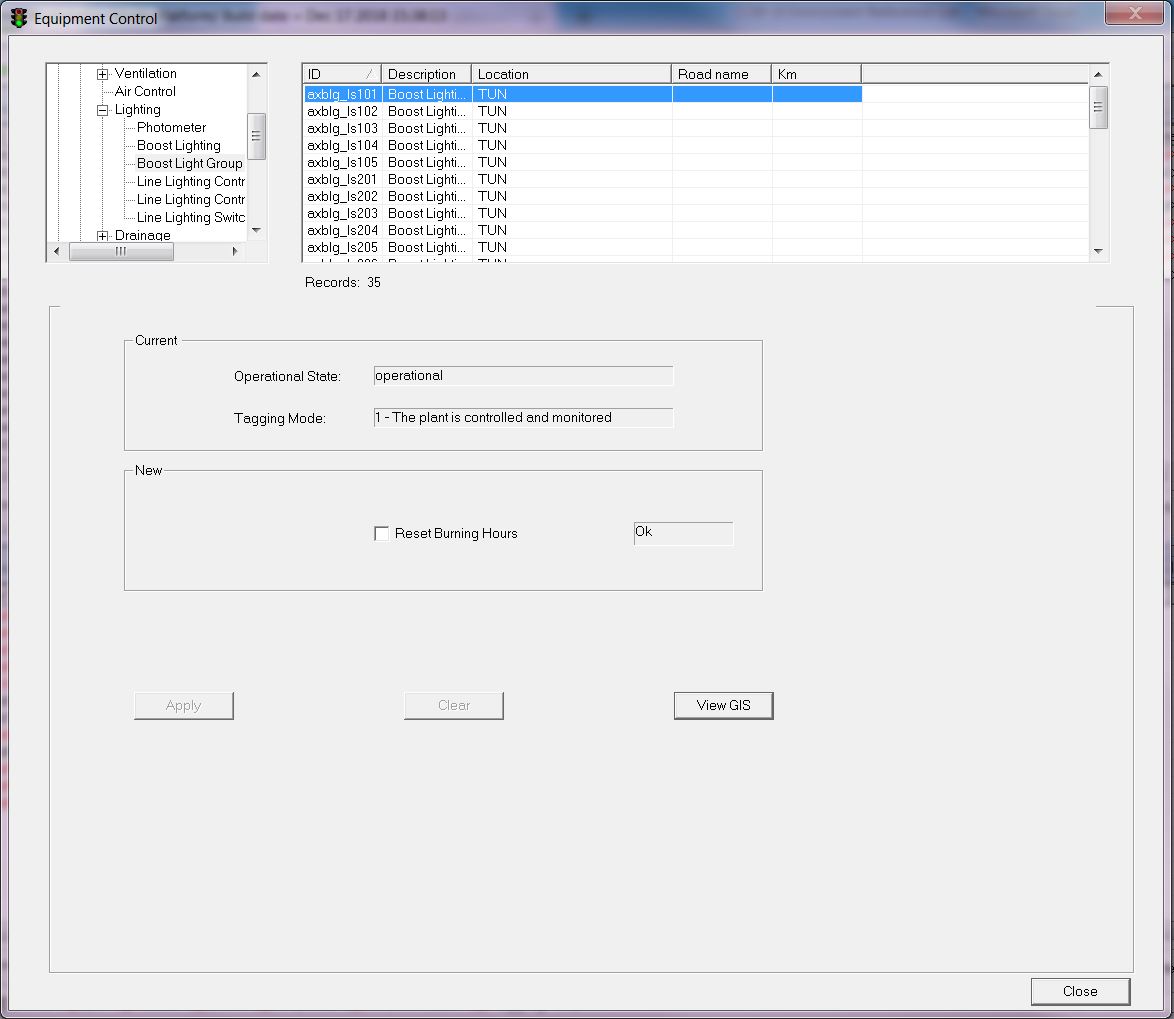 Equipment Control
Ventilation
Air Control
Lighting
Photometer
Boost Lighting
Boost Light Group
Line Lighting Contr
Line Lighting Contr
Line Lighting Switc
Drainage
ID Description Location Road name Km
axblg_ls101 Boost Lighti... TUN
axblg_ls102 Boost Lighti... TUN
axblg_ls103 Boost Lighti... TUN
axblg_ls104 Boost Lighti... TUN
axblg_ls105 Boost Lighti... TUN
axblg_ls201 Boost Lighti... TUN
axblg_ls202 Boost Lighti... TUN
axblg_ls203 Boost Lighti... TUN
axblg_ls204 Boost Lighti... TUN
axblg_ls205 Boost Lighti... TUN
Records: 35
Current
Operational State: operational
Tagging Mode: 1 - The plant is controlled and monitored
New
Reset Burning Hours Ok
Apply Clear View GIS
Close